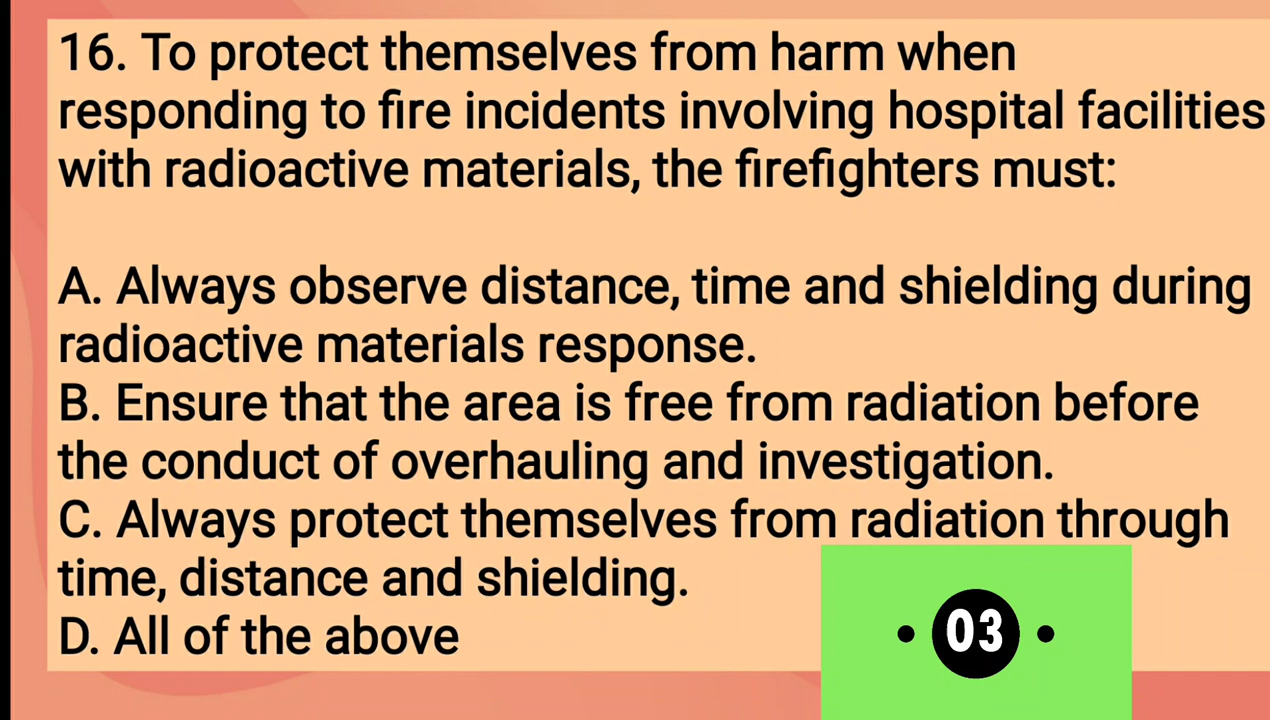 16. To protect themselves from harm when
responding to fire incidents involving hospital facilities
with radioactive materials, the firefighters must:
A. Always observe distance, time and shielding during
radioactive materials response.
B. Ensure that the area is free from radiation before
the conduct of overhauling and investigation.
C. Always protect themselves from radiation through
time, distance and shielding.
D. All of the above
03